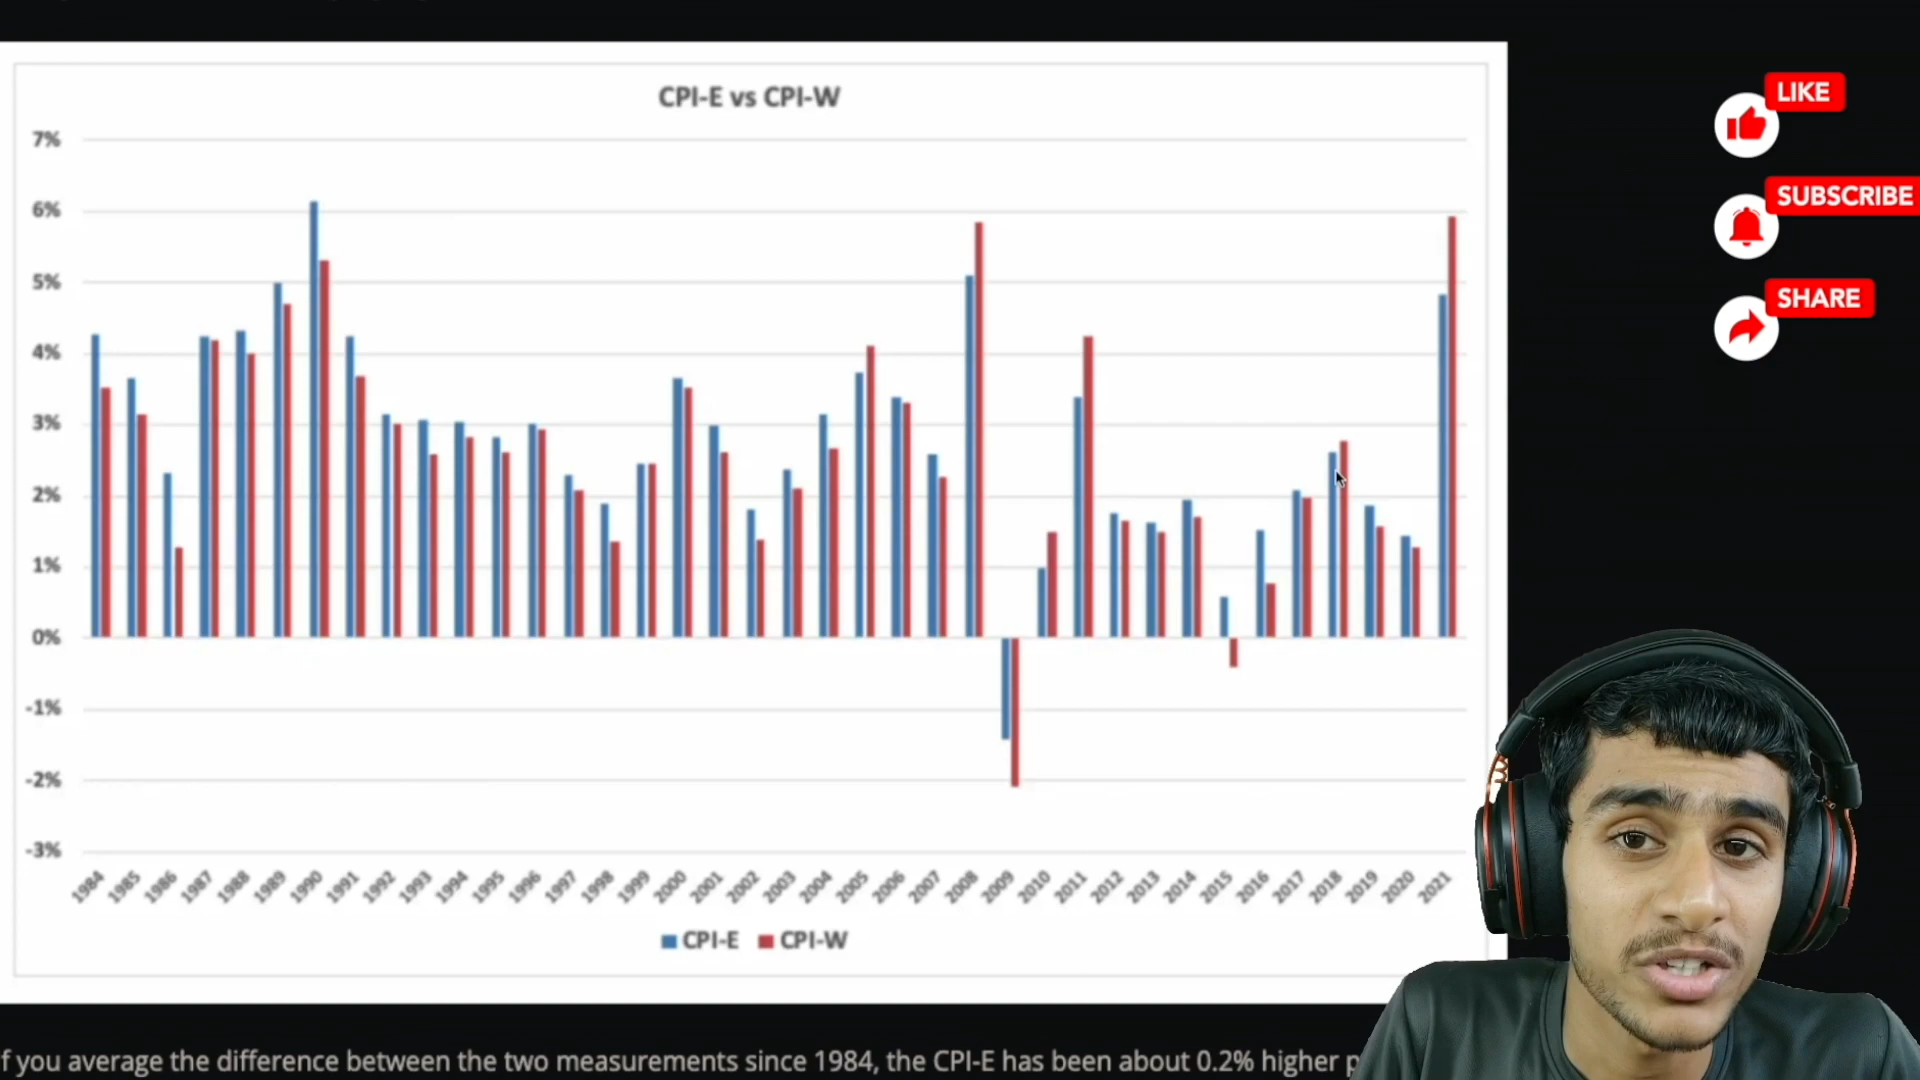 CPI-E vs CPI-W
7%
6%
5%
4%
3%
2%
1%
0%
-1%
-2%
-3%
1984 1985 1986 1987 1988 1989 1990 1991 1992 1993 1994 1995 1996 1997 1998 1999 2000 2001 2002 2003 2004 2005 2006 2007 2008 2009 2010 2011 2012 2013 2014 2015 2016 2017 2018 2019 2020 2021
CPI-E CPI-W
f you average the difference between the two measurements since 1984, the CPI-E has been about 0.2% higher
LIKE
SUBSCRIBE
SHARE